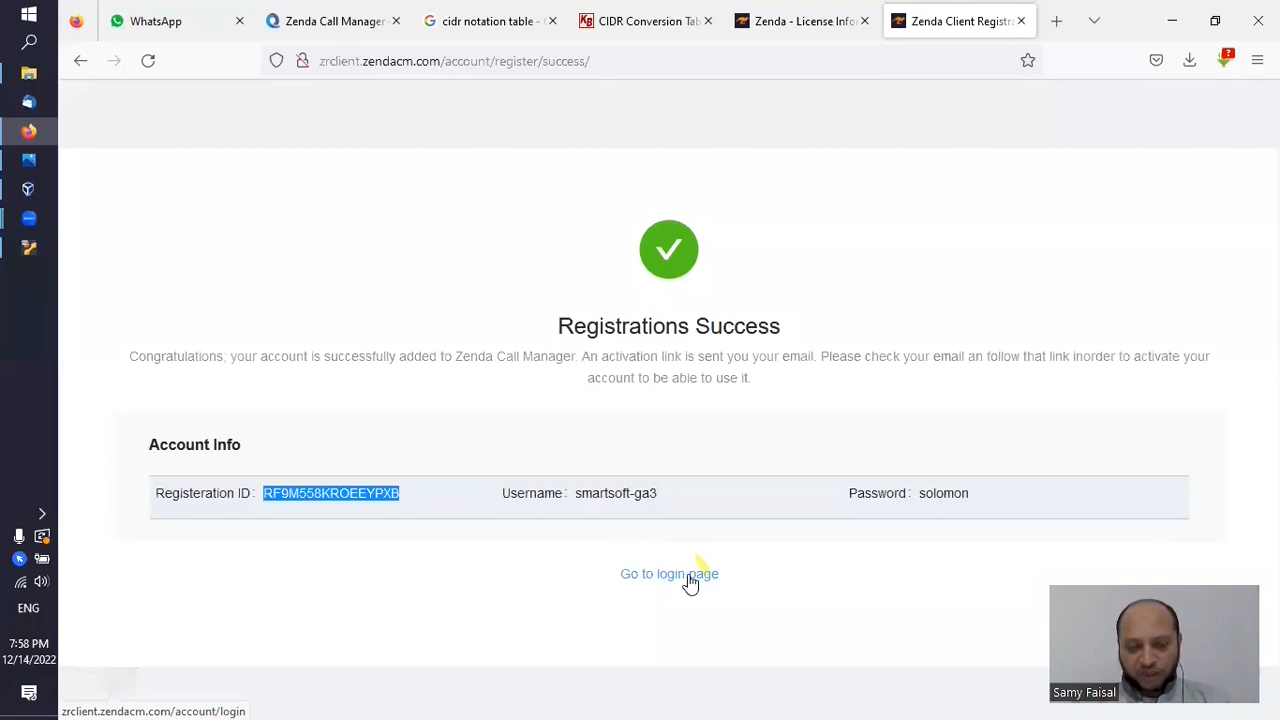 WhatsApp
Zenda Call Manager
cidr notation table - G
CIDR Conversion Tab
Zenda - License Info
Zenda Client Registra
zrclient.zendacm.com/account/register/success/
Registrations Success
Congratulations, your account is successfully added to Zenda Call Manager. An activation link is sent you your email. Please check your email an follow that link inorder to activate your
account to be able to use it.
Account Info
Registeration ID: RF9M558KROEEYPXB
Username: smartsoft-ga3
Password: solomon
Go to login page
ENG
7:58 PM
12/14/2022
Samy Faisal
zrclient.zendacm.com/account/login